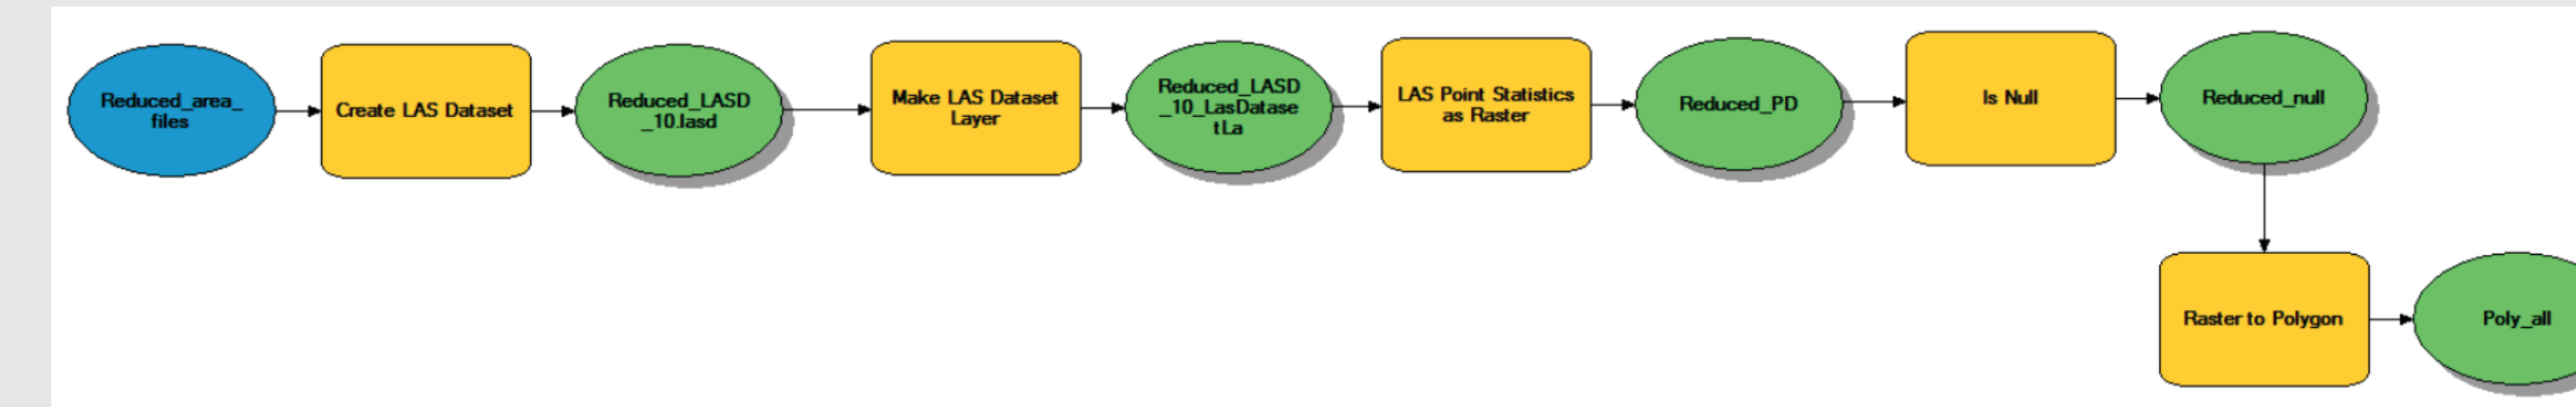 Reduced_area_
files
Create LAS Dataset
Reduced_LASD
_10.lasd
Make LAS Dataset
Layer
Reduced_LASD
_10_LasDatase
tLa
LAS Point Statistics
as Raster
Reduced_PD
Is Null
Reduced_null
Raster to Polygon
Poly_all